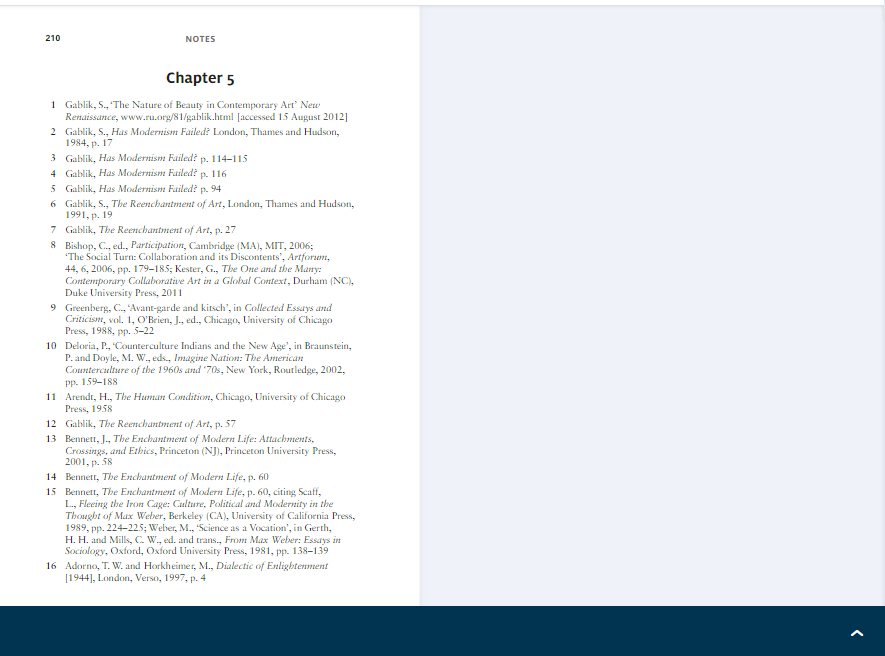 210
NOTES
Chapter 5
1 Gablik, S., ‘The Nature of Beauty in Contemporary Art’ New
Renaissance, www.ru.org/81/gablik.html [accessed 15 August 2012]
2 Gablik, S., Has Modernism Failed? London, Thames and Hudson,
1984, p. 17
3 Gablik, Has Modernism Failed? p. 114–115
4 Gablik, Has Modernism Failed? p. 116
5 Gablik, Has Modernism Failed? p. 94
6 Gablik, S., The Reenchantment of Art, London, Thames and Hudson,
1991, p. 19
7 Gablik, The Reenchantment of Art, p. 27
8 Bishop, C., ed., Participation, Cambridge (MA), MIT, 2006;
‘The Social Turn: Collaboration and its Discontents’, Artforum,
44, 6, 2006, pp. 179–185; Kester, G., The One and the Many:
Contemporary Collaborative Art in a Global Context, Durham (NC),
Duke University Press, 2011
9 Greenberg, C., ‘Avant-garde and kitsch’, in Collected Essays and
Criticism, vol. 1, O’Brien, J., ed., Chicago, University of Chicago
Press, 1988, pp. 5–22
10 Deloria, P., ‘Counterculture Indians and the New Age’, in Braunstein,
P. and Doyle, M. W., eds., Imagine Nation: The American
Counterculture of the 1960s and ’70s, New York, Routledge, 2002,
pp. 159–188
11 Arendt, H., The Human Condition, Chicago, University of Chicago
Press, 1958
12 Gablik, The Reenchantment of Art, p. 57
13 Bennett, J., The Enchantment of Modern Life: Attachments,
Crossings, and Ethics, Princeton (NJ), Princeton University Press,
2001, p. 58
14 Bennett, The Enchantment of Modern Life, p. 60
15 Bennett, The Enchantment of Modern Life, p. 60, citing Scaff,
L., Fleeing the Iron Cage: Culture, Political and Modernity in the
Thought of Max Weber, Berkeley (CA), University of California Press,
1989, pp. 224–225; Weber, M., ‘Science as a Vocation’, in Gerth,
H. H. and Mills, C. W., ed. and trans., From Max Weber: Essays in
Sociology, Oxford, Oxford University Press, 1981, pp. 138–139
16 Adorno, T. W. and Horkheimer, M., Dialectic of Enlightenment
[1944], London, Verso, 1997, p. 4